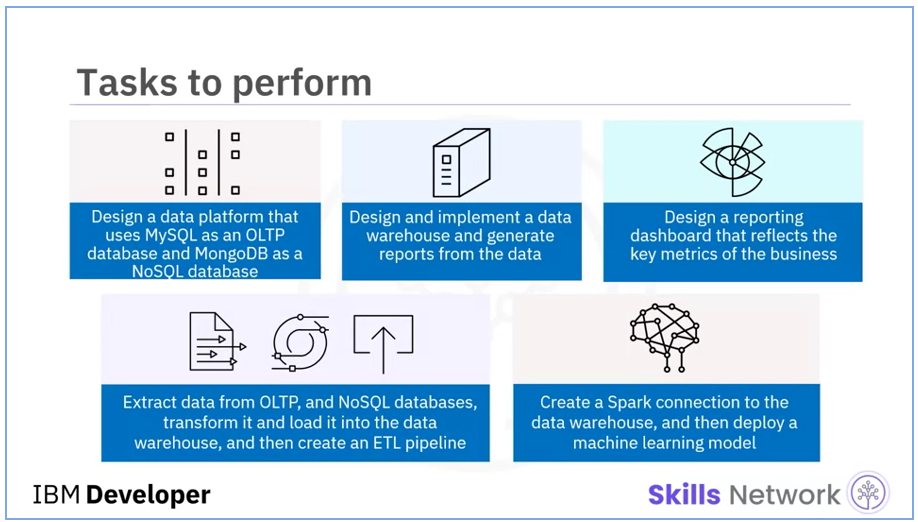 Tasks to perform
Design a data platform that
uses MySQL as an OLTP
database and MongoDB as a
NoSQL database
Design and implement a data
warehouse and generate
reports from the data
Design a reporting
dashboard that reflects the
key metrics of the business
Extract data from OLTP, and NoSQL databases,
transform it and load it into the data
warehouse, and then create an ETL pipeline
Create a Spark connection to the
data warehouse, and then deploy a
machine learning model
IBM Developer
Skills Network